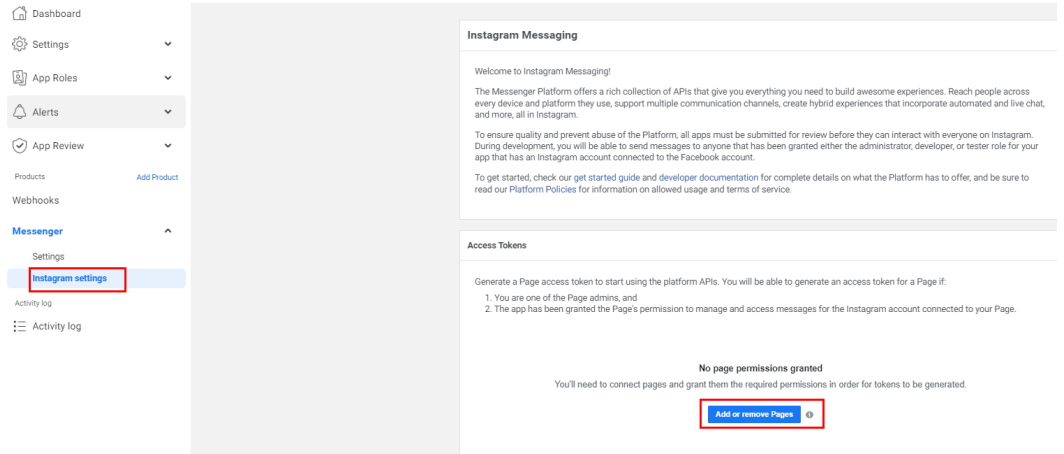 Dashboard
Settings
App Roles
Alerts
App Review
Products Add Product
Webhooks
Messenger
Settings
Instagram settings
Activity log
Activity log
Instagram Messaging
Welcome to Instagram Messaging!
The Messenger Platform offers a rich collection of APIs that give you everything you need to build awesome experiences. Reach people across
every device and platform they use, support multiple communication channels, create hybrid experiences that incorporate automated and live chat,
and more, all in Instagram.
To ensure quality and prevent abuse of the Platform, all apps must be submitted for review before they can interact with everyone on Instagram.
During development, you will be able to send messages to anyone that has been granted either the administrator, developer, or tester role for your
app that has an Instagram account connected to the Facebook account.
To get started, check our get started guide and developer documentation for complete details on what the Platform has to offer, and be sure to
read our Platform Policies for information on allowed usage and terms of service.
Access Tokens
Generate a Page access token to start using the platform APIs. You will be able to generate an access token for a Page if:
1. You are one of the Page admins, and
2. The app has been granted the Page's permission to manage and access messages for the Instagram account connected to your Page.
No page permissions granted
You'll need to connect pages and grant them the required permissions in order for tokens to be generated.
Add or remove Pages